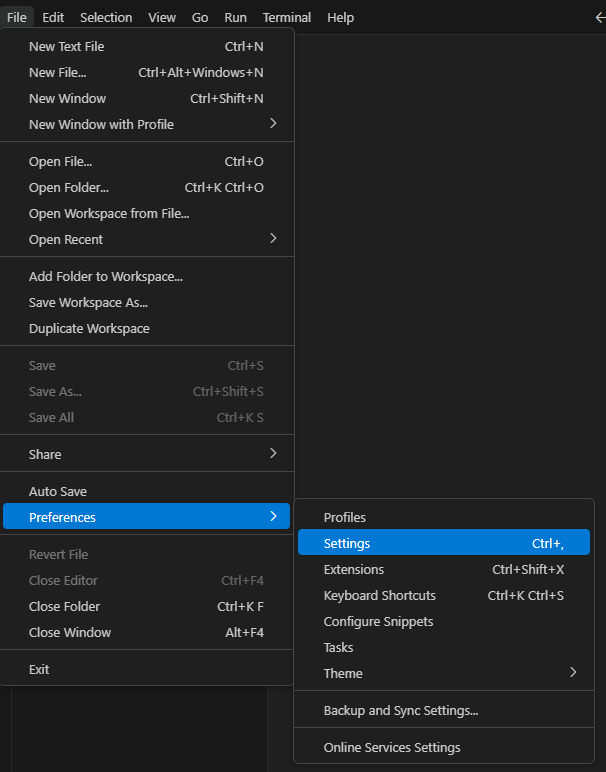 File Edit Selection View Go Run Terminal Help
New Text File Ctrl+N
New File... Ctrl+Alt+Windows+N
New Window Ctrl+Shift+N
New Window with Profile
Open File... Ctrl+O
Open Folder... Ctrl+K Ctrl+O
Open Workspace from File...
Open Recent
Add Folder to Workspace...
Save Workspace As...
Duplicate Workspace
Save Ctrl+S
Save As... Ctrl+Shift+S
Save All Ctrl+K S
Share
Auto Save
Preferences
Revert File
Close Editor Ctrl+F4
Close Folder Ctrl+K F
Close Window Alt+F4
Exit
Profiles
Settings Ctrl+,
Extensions Ctrl+Shift+X
Keyboard Shortcuts Ctrl+K Ctrl+S
Configure Snippets
Tasks
Theme
Backup and Sync Settings...
Online Services Settings